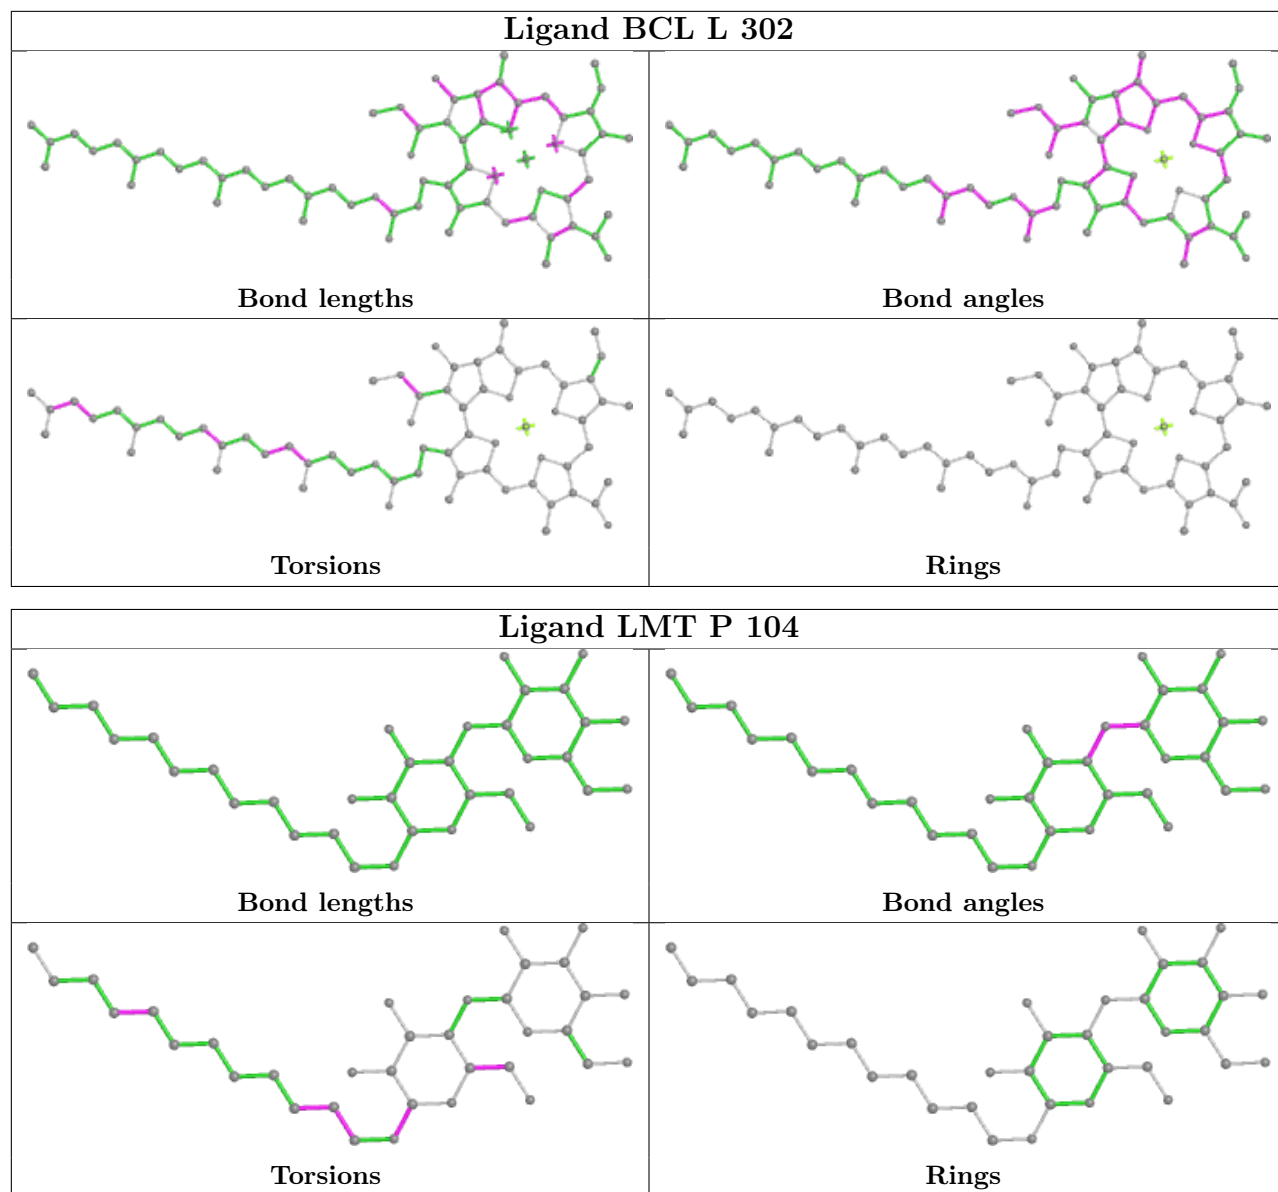 Ligand BCL L 302
Bond lengths
Bond angles
Torsions
Rings
Ligand LMT P 104
Bond lengths
Bond angles
Torsions
Rings